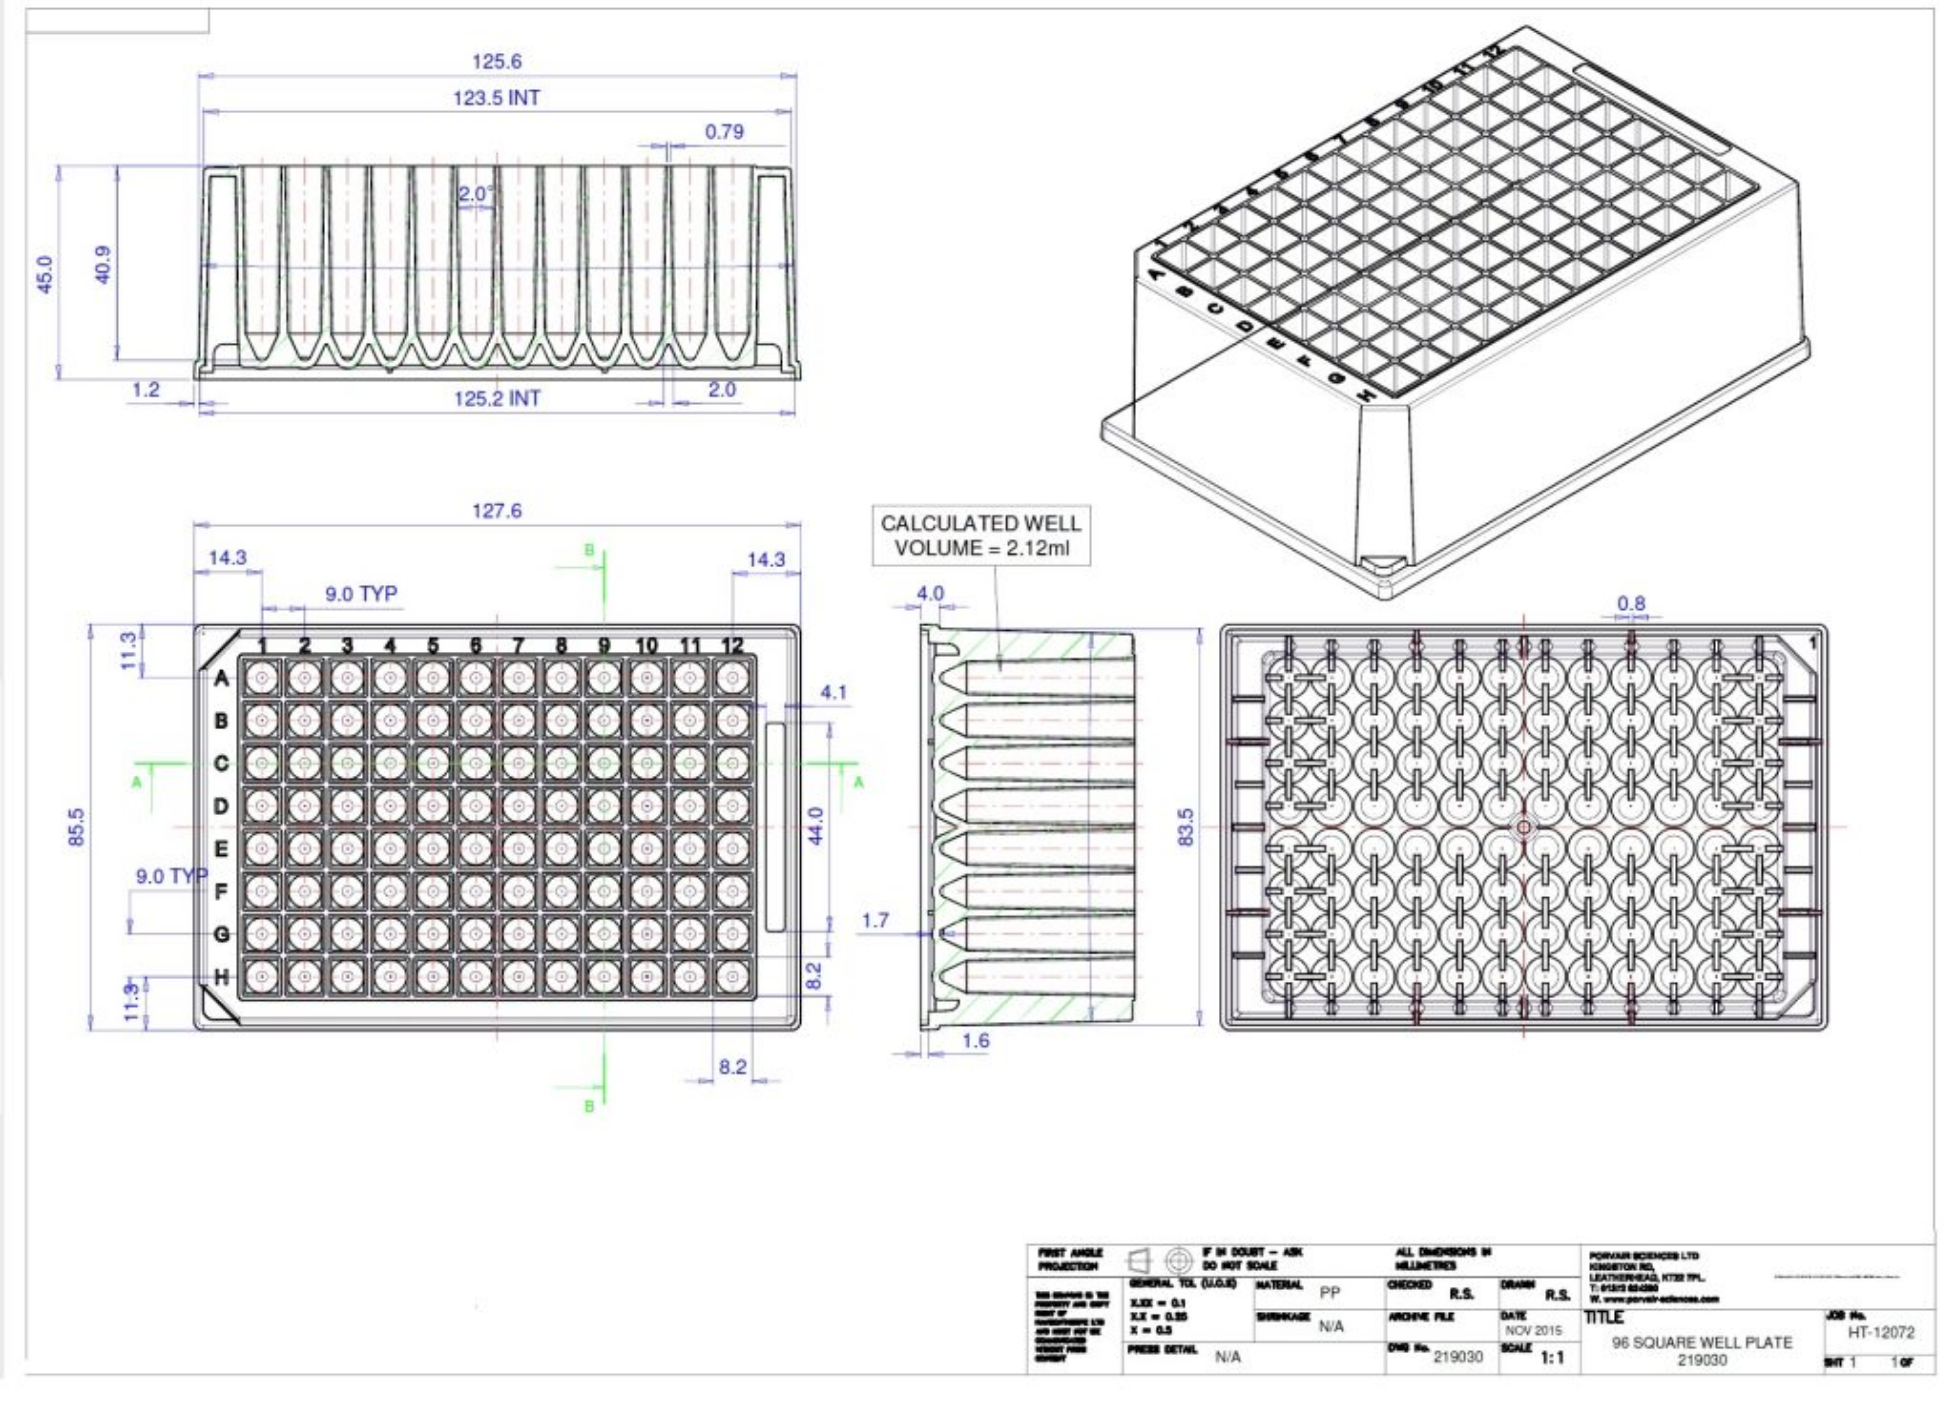 125.6
123.5 INT
0.79
2.0°
45.0
40.9
1.2
125.2 INT
2.0
1 2 3 4 5 6 7 8 9 10 11 12
A B C D E F G H
127.6
14.3
14.3
9.0 TYP
B
11.3
1 2 3 4 5 6 7 8 9 10 11 12
A
B
C
D
E
F
G
H
A
A
4.1
85.5
44.0
9.0 TYP
11.3
8.2
8.2
B
CALCULATED WELL
VOLUME = 2.12ml
4.0
83.5
1.7
1.6
0.8
1
FIRST ANGLE
PROJECTION
IF IN DOUBT - ASK
DO NOT SCALE
ALL DIMENSIONS IN
MILLIMETRES
GENERAL TOL (U.O.S)
X.XX = 0.1
X.X = 0.25
X = 0.5
MATERIAL PP
SHRINKAGE N/A
PRESS DETAIL N/A
CHECKED R.S.
DRAWN R.S.
ARCHIVE FILE
DATE
NOV 2015
DWG No. 219030
SCALE 1:1
PORVAIR SCIENCES LTD
KINGSTON RD,
LEATHERHEAD, KT22 7PL.
W. www.porvair-sciences.com
TITLE
96 SQUARE WELL PLATE
219030
JOB No.
HT-12072
SHT 1 1 OF